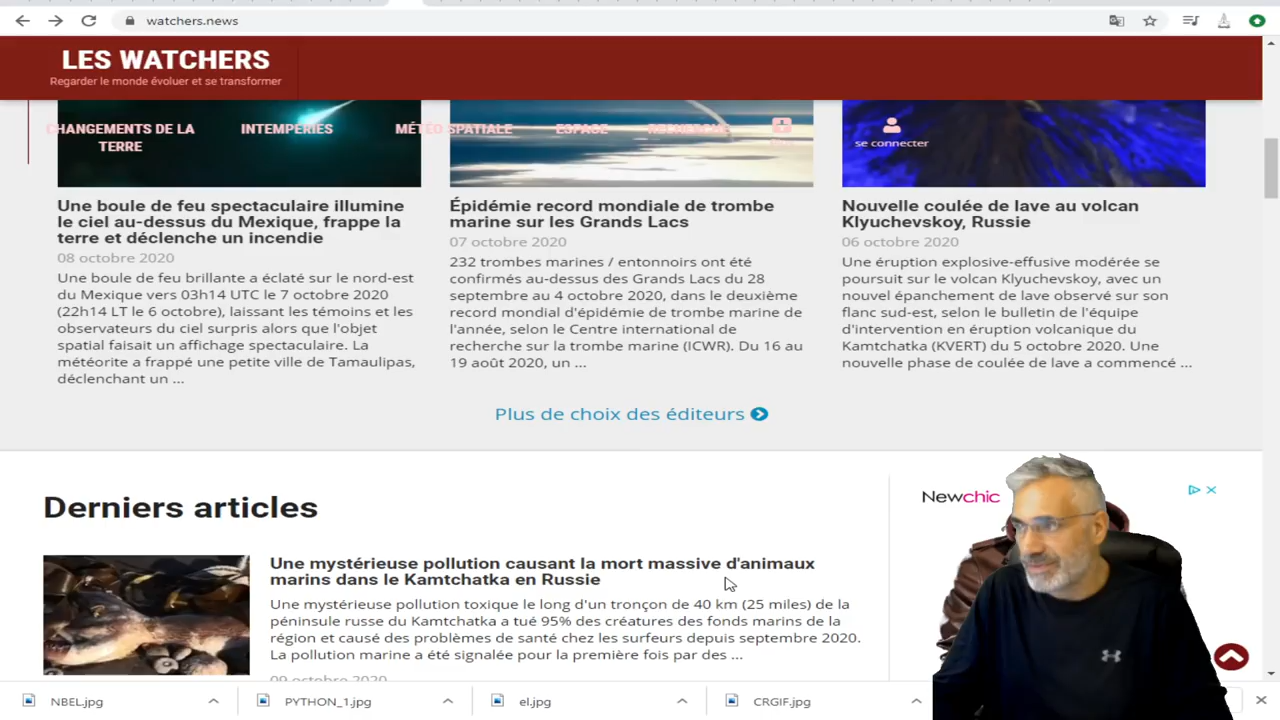 watchers.news
LES WATCHERS
Regarder le monde évoluer et se transformer
CHANGEMENTS DE LA
TERRE
INTEMPÉRIES
MÉTÉO SPATIALE
ESPACE
RECHERCHE
se connecter
Une boule de feu spectaculaire illumine
le ciel au-dessus du Mexique, frappe la
terre et déclenche un incendie
08 octobre 2020
Une boule de feu brillante a éclaté sur le nord-est
du Mexique vers 03h14 UTC le 7 octobre 2020
(22h14 LT le 6 octobre), laissant les témoins et les
observateurs du ciel surpris alors que l'objet
spatial faisait un affichage spectaculaire. La
météorite a frappé une petite ville de Tamaulipas,
déclenchant un ...
Épidémie record mondiale de trombe
marine sur les Grands Lacs
07 octobre 2020
232 trombes marines / entonnoirs ont été
confirmés au-dessus des Grands Lacs du 28
septembre au 4 octobre 2020, dans le deuxième
record mondial d'épidémie de trombe marine de
l'année, selon le Centre international de
recherche sur la trombe marine (ICWR). Du 16 au
19 août 2020, un ...
Nouvelle coulée de lave au volcan
Klyuchevskoy, Russie
06 octobre 2020
Une éruption explosive-effusive modérée se
poursuit sur le volcan Klyuchevskoy, avec un
nouvel épanchement de lave observé sur son
flanc sud-est, selon le bulletin de l'équipe
d'intervention en éruption volcanique du
Kamtchatka (KVERT) du 5 octobre 2020. Une
nouvelle phase de coulée de lave a commencé ...
Plus de choix des éditeurs
Derniers articles
Newchic
Une mystérieuse pollution causant la mort massive d'animaux
marins dans le Kamtchatka en Russie
Une mystérieuse pollution toxique le long d'un tronçon de 40 km (25 miles) de la
péninsule russe du Kamtchatka a tué 95% des créatures des fonds marins de la
région et causé des problèmes de santé chez les surfeurs depuis septembre 2020.
La pollution marine a été signalée pour la première fois par des ...
09 octobre 2020
NBEL.jpg
PYTHON_1.jpg
el.jpg
CRGIF.jpg